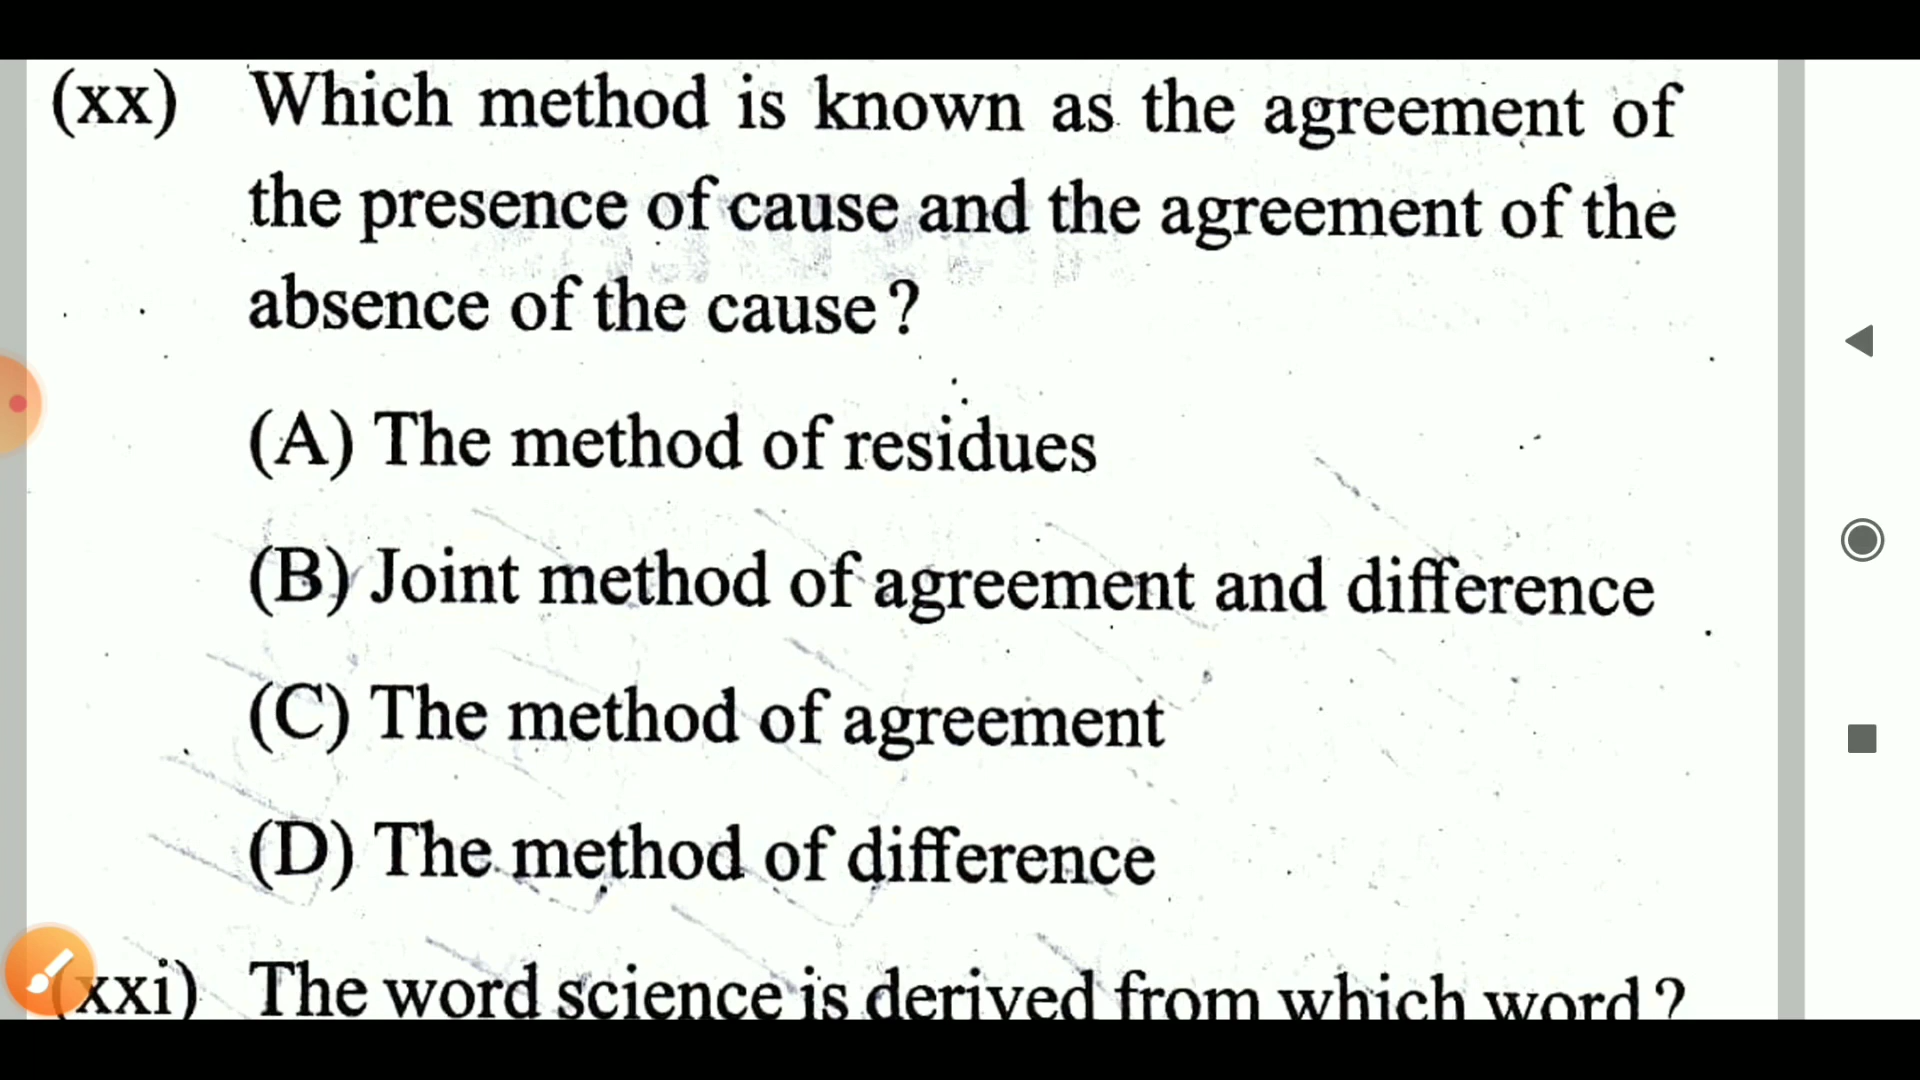 (xx) Which method is known as the agreement of
the presence of cause and the agreement of the
absence of the cause ?
(A) The method of residues
(B) Joint method of agreement and difference
(C) The method of agreement
(D) The method of difference
(xxi) The word science is derived from which word ?